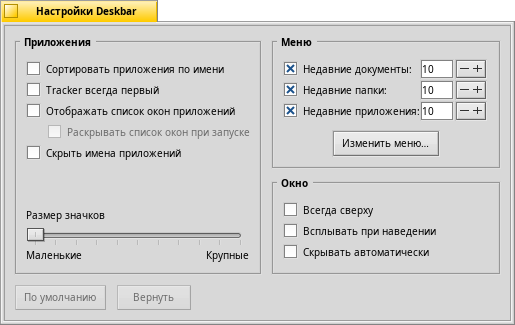 Настройки Deskbar
Приложения
Сортировать приложения по имени
Tracker всегда первый
Отображать список окон приложений
Раскрывать список окон при запуске
Скрыть имена приложений
Размер значков
Маленькие
Крупные
Меню
Недавние документы:
10
Недавние папки:
10
Недавние приложения:
10
Изменить меню...
Окно
Всегда сверху
Всплывать при наведении
Скрывать автоматически
По умолчанию
Вернуть